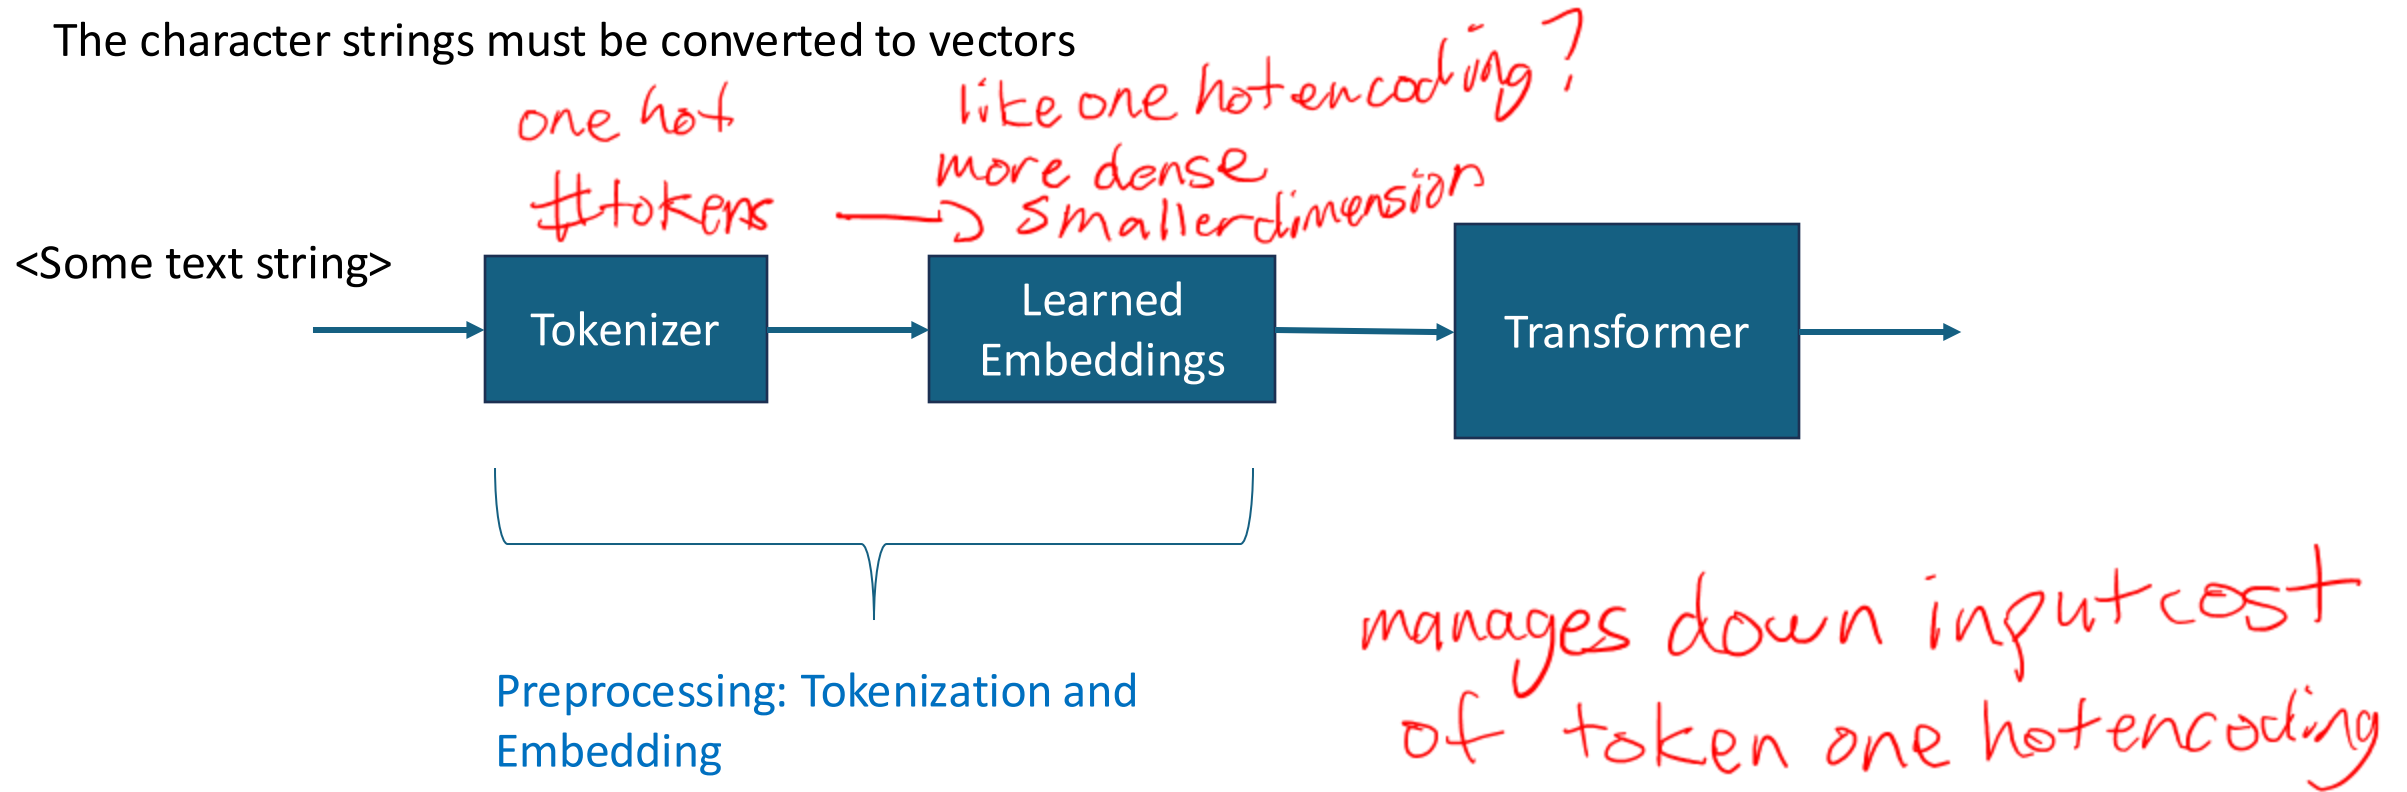 The character strings must be converted to vectors
one hot
#tokens
like one hot encoding?
more dense
smaller dimension
<Some text string>
Tokenizer
Learned
Embeddings
Transformer
Preprocessing: Tokenization and
Embedding
manages down input cost
of token one hot encoding